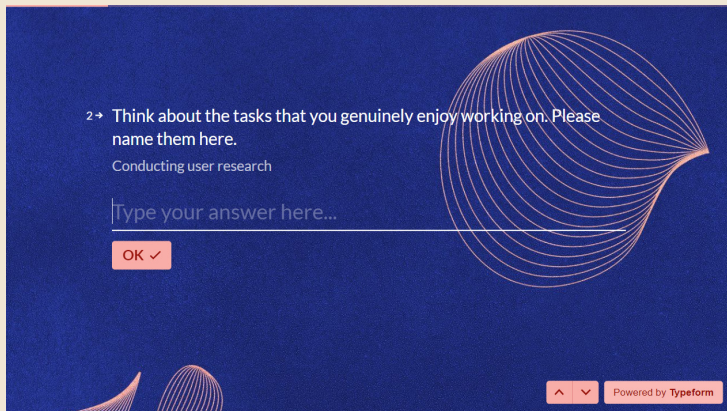 2→ Think about the tasks that you genuinely enjoy working on. Please
name them here.
Conducting user research
Type your answer here...
OK ✓
Powered by Typeform